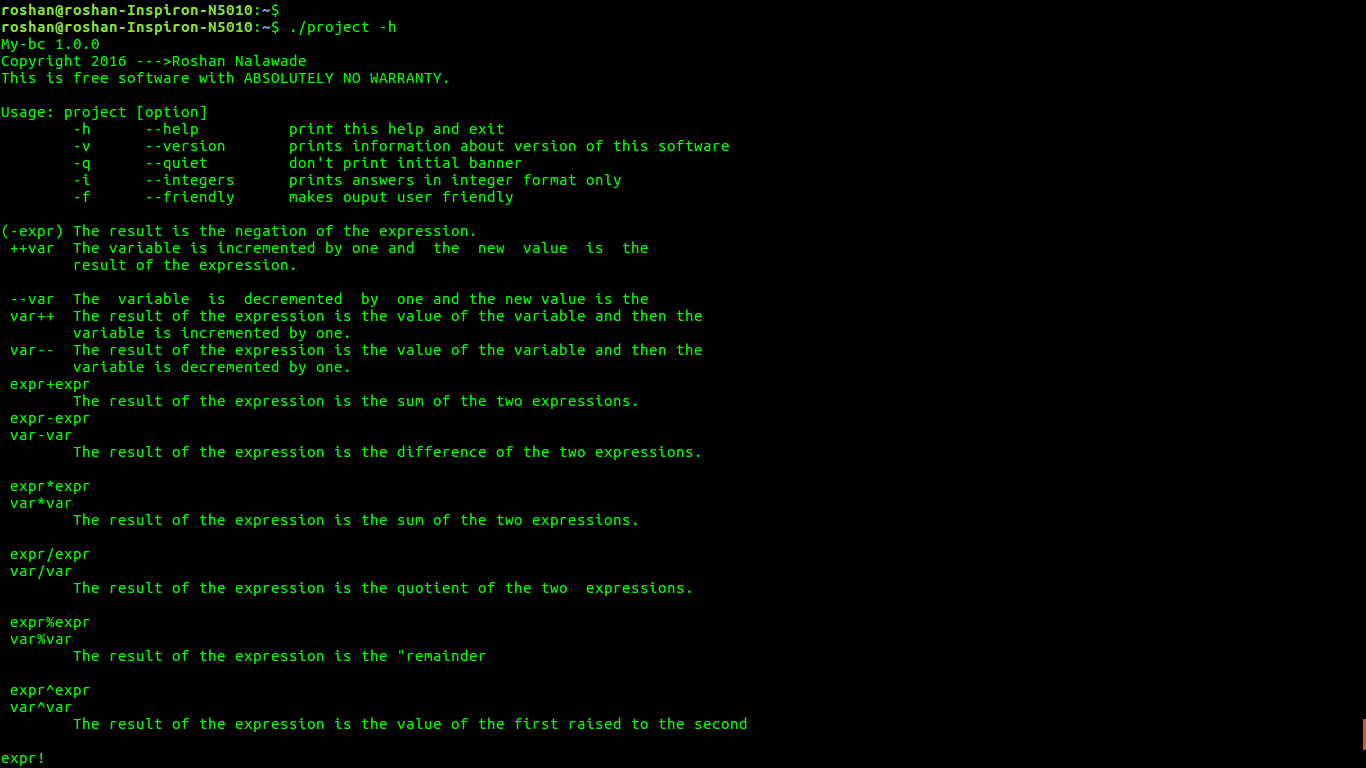 roshan@roshan-Inspiron-N5010:~$
roshan@roshan-Inspiron-N5010:~$ ./project -h
My-bc 1.0.0
Copyright 2016 --->Roshan Nalawade
This is free software with ABSOLUTELY NO WARRANTY.

Usage: project [option]
        -h      --help          print this help and exit
        -v      --version       prints information about version of this software
        -q      --quiet         don't print initial banner
        -i      --integers      prints answers in integer format only
        -f      --friendly      makes ouput user friendly

(-expr) The result is the negation of the expression.
 ++var  The variable is incremented by one and  the  new  value  is  the
        result of the expression.

 --var  The  variable  is  decremented  by  one and the new value is the
 var++  The result of the expression is the value of the variable and then the
        variable is incremented by one.
 var--  The result of the expression is the value of the variable and then the
        variable is decremented by one.
 expr+expr
        The result of the expression is the sum of the two expressions.
 expr-expr
 var-var
        The result of the expression is the difference of the two expressions.

 expr*expr
 var*var
        The result of the expression is the sum of the two expressions.

 expr/expr
 var/var
        The result of the expression is the quotient of the two  expressions.

 expr%expr
 var%var
        The result of the expression is the "remainder

 expr^expr
 var^var
        The result of the expression is the value of the first raised to the second

expr!